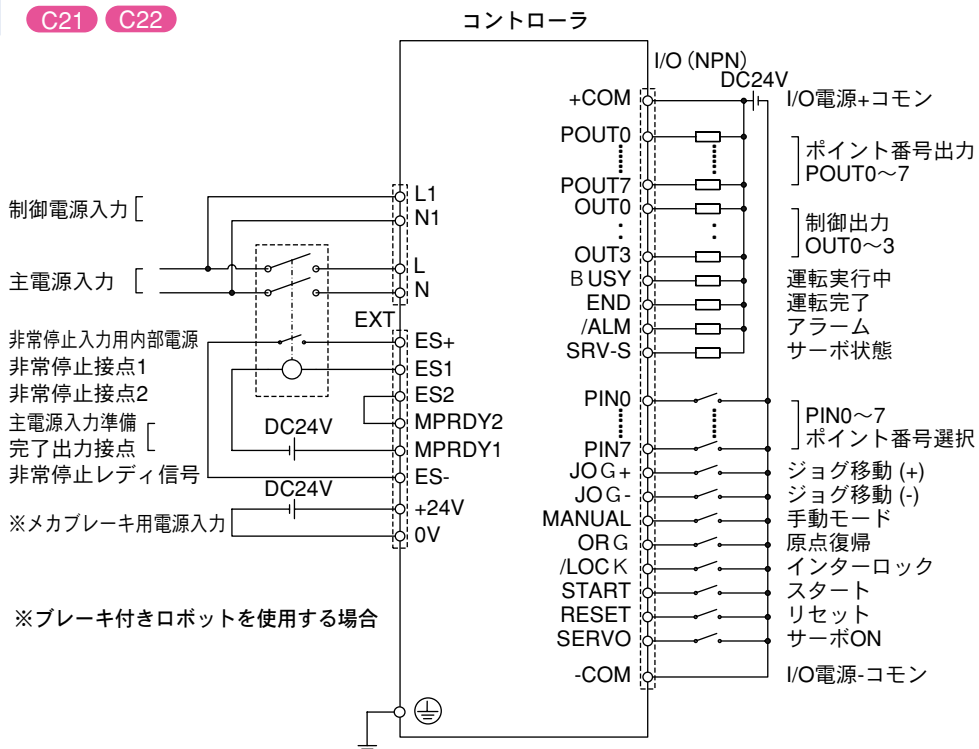 C21 C22
コントローラ
I/O (NPN)
DC24V
制御電源入力
主電源入力
非常停止入力用内部電源
非常停止接点1
非常停止接点2
主電源入力準備
完了出力接点
非常停止レディ信号
※メカブレーキ用電源入力
DC24V
DC24V
※ブレーキ付きロボットを使用する場合
L1
N1
L
N
EXT
ES+
ES1
ES2
MPRDY2
MPRDY1
ES-
+24V
0V
+COM
POUT0
POUT7
OUT0
OUT3
BUSY
END
/ALM
SRV-S
PIN0
PIN7
JOG+
JOG-
MANUAL
ORG
/LOCK
START
RESET
SERVO
-COM
I/O電源+コモン
ポイント番号出力
POUT0～7
制御出力
OUT0～3
運転実行中
運転完了
アラーム
サーボ状態
PIN0～7
ポイント番号選択
ジョグ移動 (+)
ジョグ移動 (-)
手動モード
原点復帰
インターロック
スタート
リセット
サーボON
I/O電源-コモン